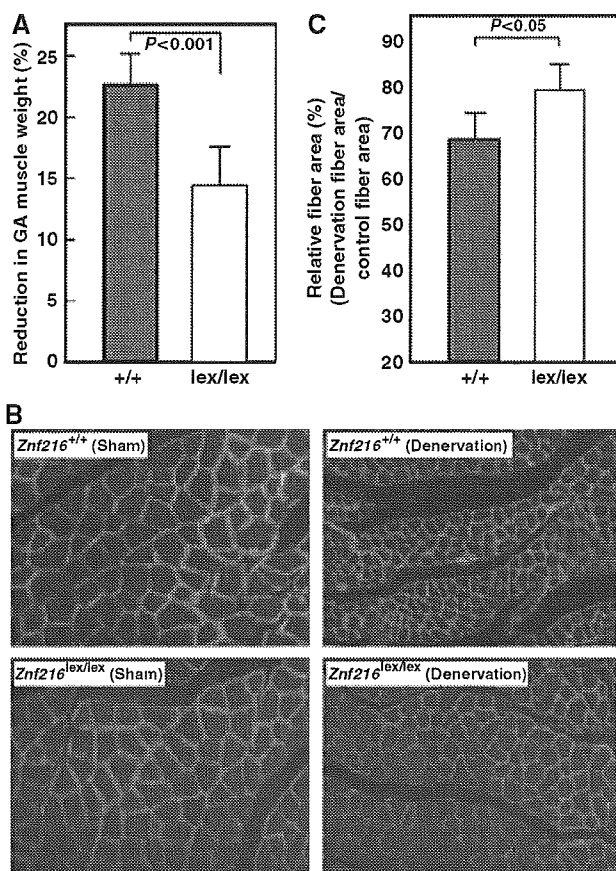 A
Reduction in GA muscle weight (%)
25
20
15
10
5
0
P<0.001
+/+
lex/lex
C
Relative fiber area (%)
(Denervation fiber area/
control fiber area)
90
80
70
60
50
40
30
20
P<0.05
+/+
lex/lex
B
Znf216+/+ (Sham)
Znf216+/+ (Denervation)
Znf216lex/lex (Sham)
Znf216lex/lex (Denervation)